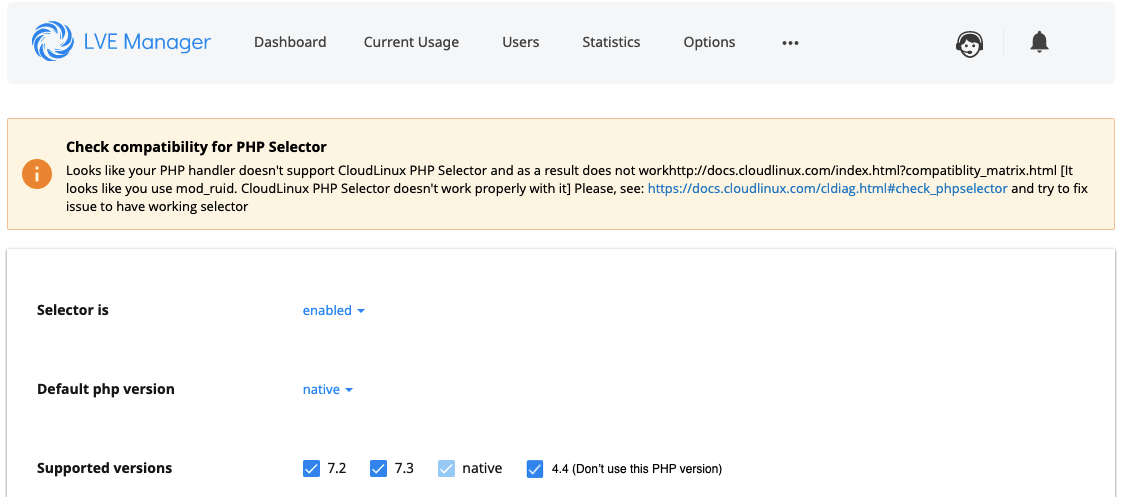 LVE Manager Dashboard Current Usage Users Statistics Options •••
Check compatibility for PHP Selector
Looks like your PHP handler doesn't support CloudLinux PHP Selector and as a result does not workhttp://docs.cloudlinux.com/index.html?compatiblity_matrix.html [It
looks like you use mod_ruid. CloudLinux PHP Selector doesn't work properly with it] Please, see: https://docs.cloudlinux.com/cldiag.html#check_phpselector and try to fix
issue to have working selector
Selector is enabled
Default php version native
Supported versions 7.2 7.3 native 4.4 (Don't use this PHP version)